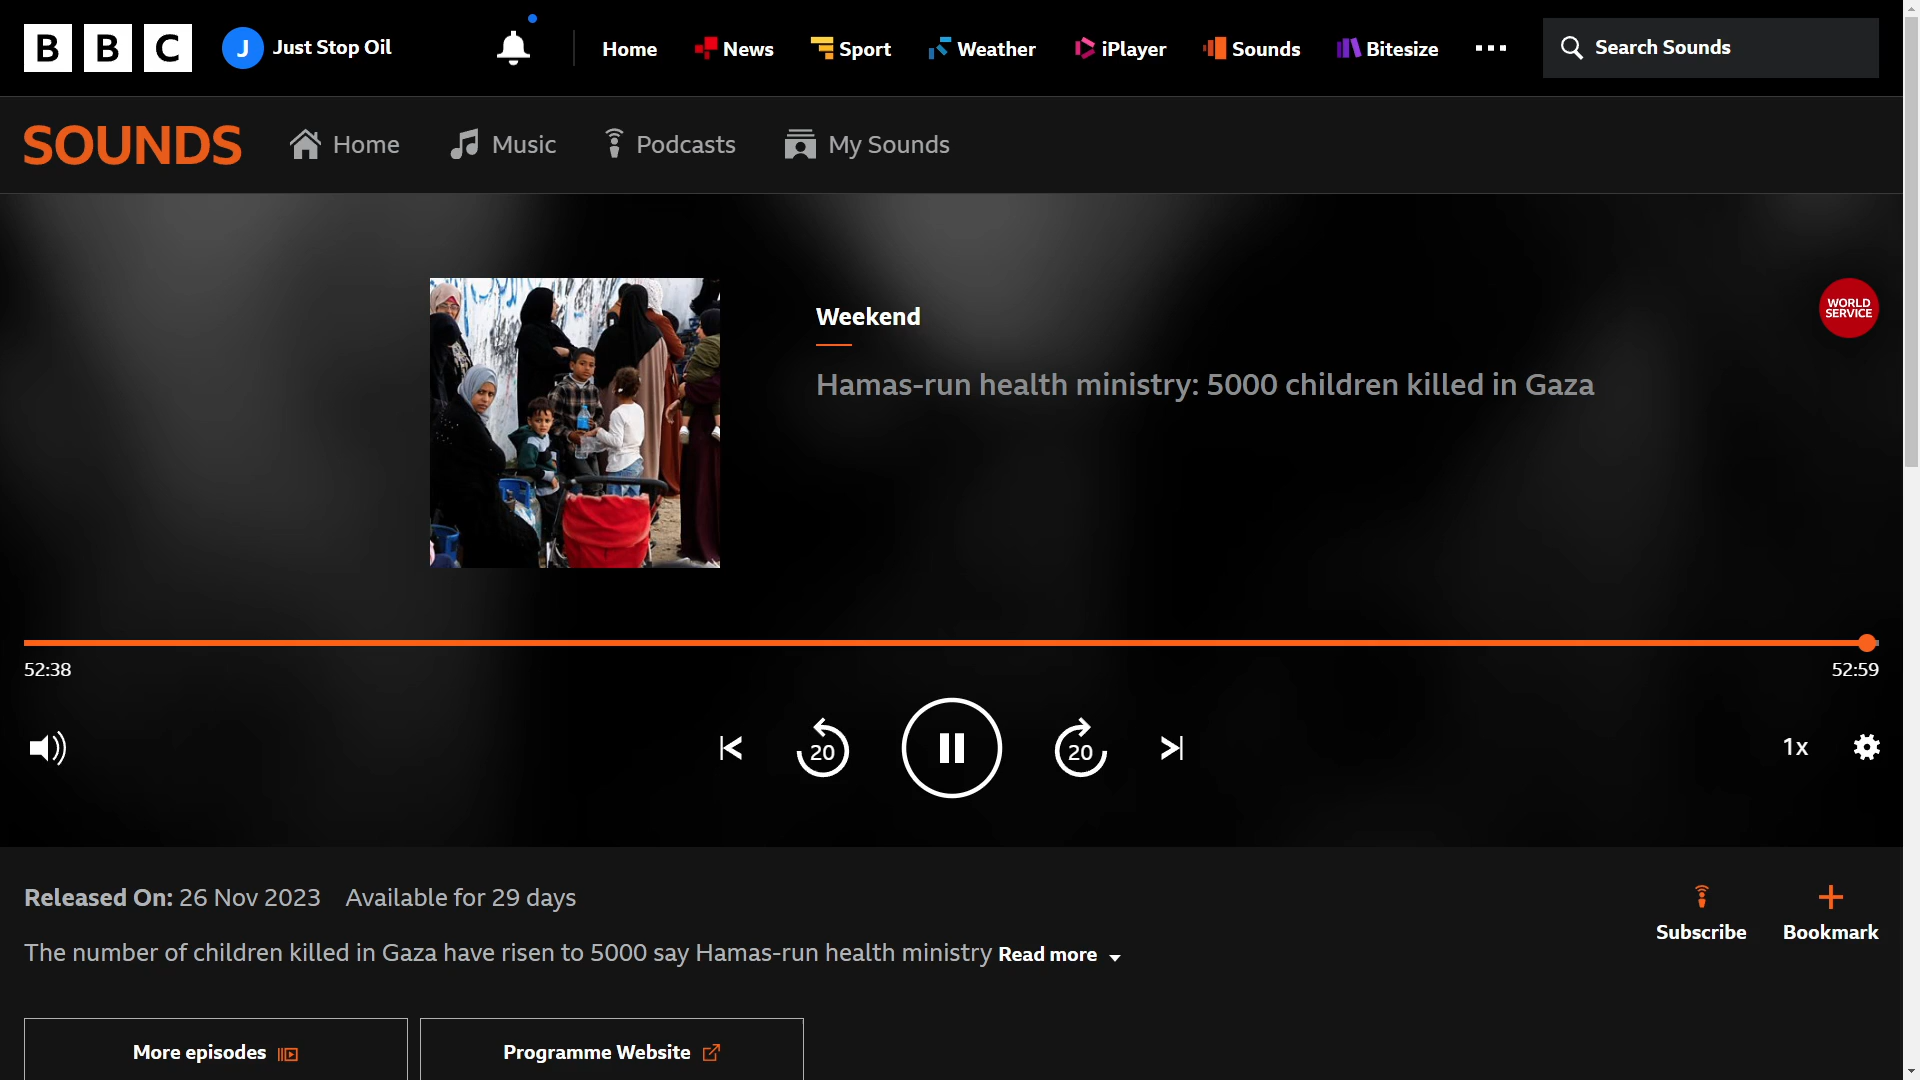 BBC
J
Just Stop Oil
Home
News
Sport
Weather
iPlayer
Sounds
Bitesize
Search Sounds
SOUNDS
Home
Music
Podcasts
My Sounds
Weekend
WORLD
SERVICE
Hamas-run health ministry: 5000 children killed in Gaza
52:38
52:59
20
20
1x
Released On: 26 Nov 2023 Available for 29 days
Subscribe
Bookmark
The number of children killed in Gaza have risen to 5000 say Hamas-run health ministry Read more
More episodes
Programme Website